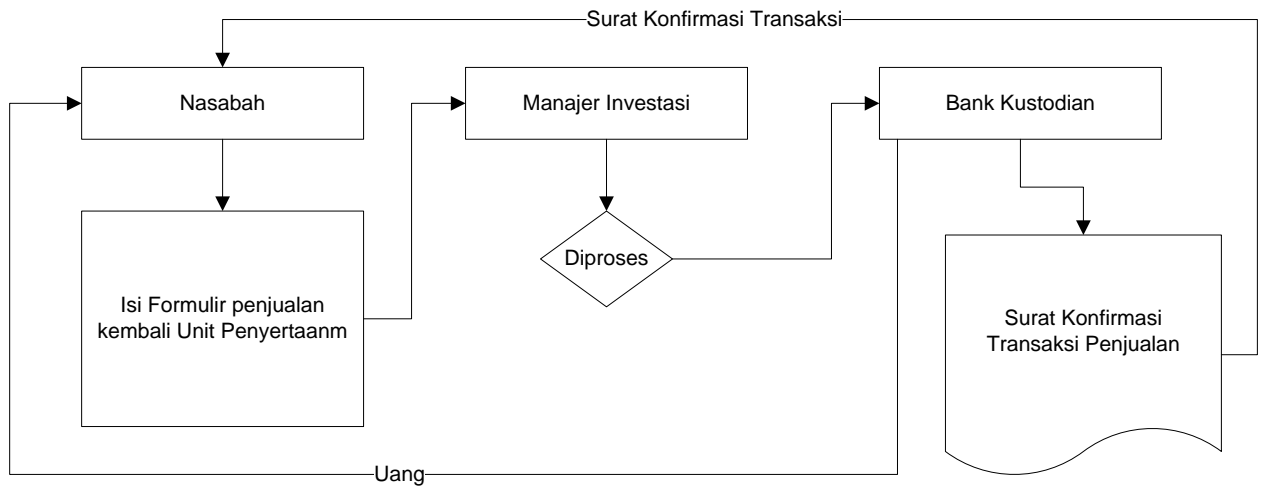 Surat Konfirmasi Transaksi
Nasabah
Manajer Investasi
Bank Kustodian
Diproses
Isi Formulir penjualan
kembali Unit Penyertaanm
Surat Konfirmasi
Transaksi Penjualan
Uang